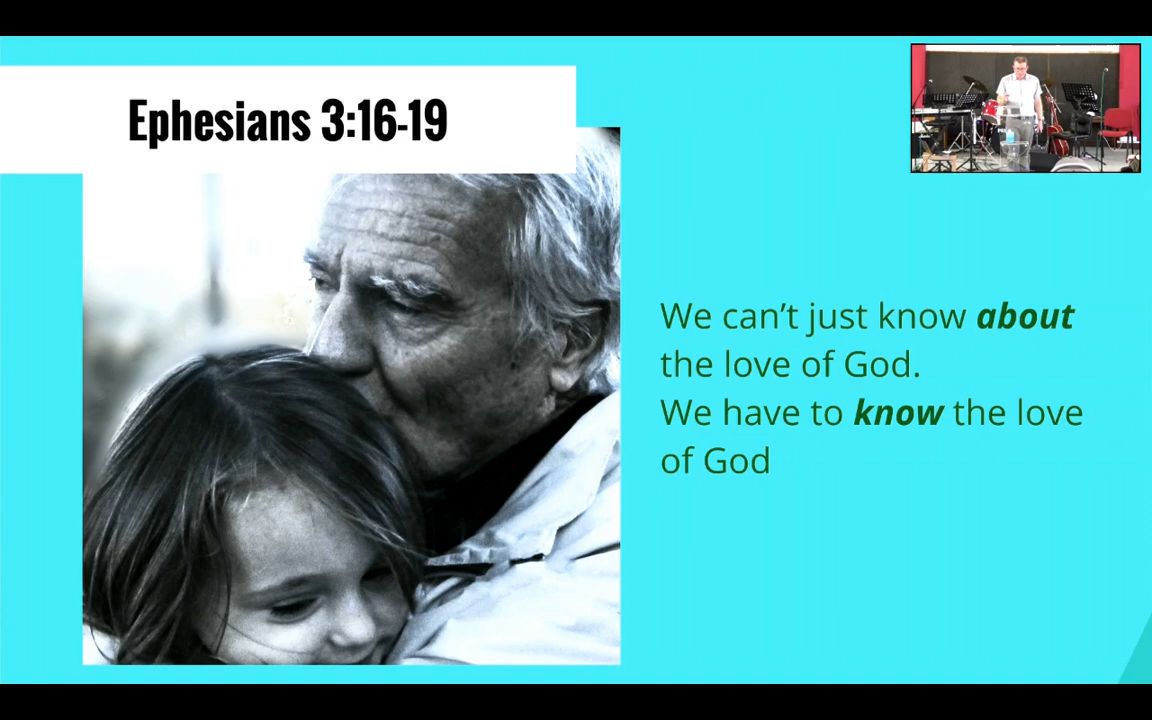 Ephesians 3:16-19
We can't just know about
the love of God.
We have to know the love
of God